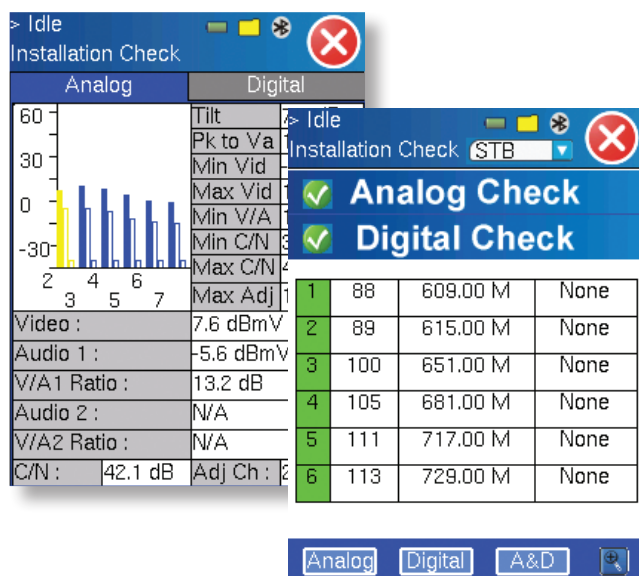 > Idle
Installation Check
Analog Digital
60
30
0
-30
2 3 4 5 6 7
Tilt
Pk to Va
Min Vid
Max Vid
Min V/A
Min C/N
Max C/N
Max Adj
Video : 7.6 dBmV
Audio 1 : -5.6 dBmV
V/A1 Ratio : 13.2 dB
Audio 2 : N/A
V/A2 Ratio : N/A
C/N : 42.1 dB Adj Ch :
> Idle
Installation Check STB
Analog Check
Digital Check
1 88 609.00 M None
2 89 615.00 M None
3 100 651.00 M None
4 105 681.00 M None
5 111 717.00 M None
6 113 729.00 M None
Analog Digital A&D